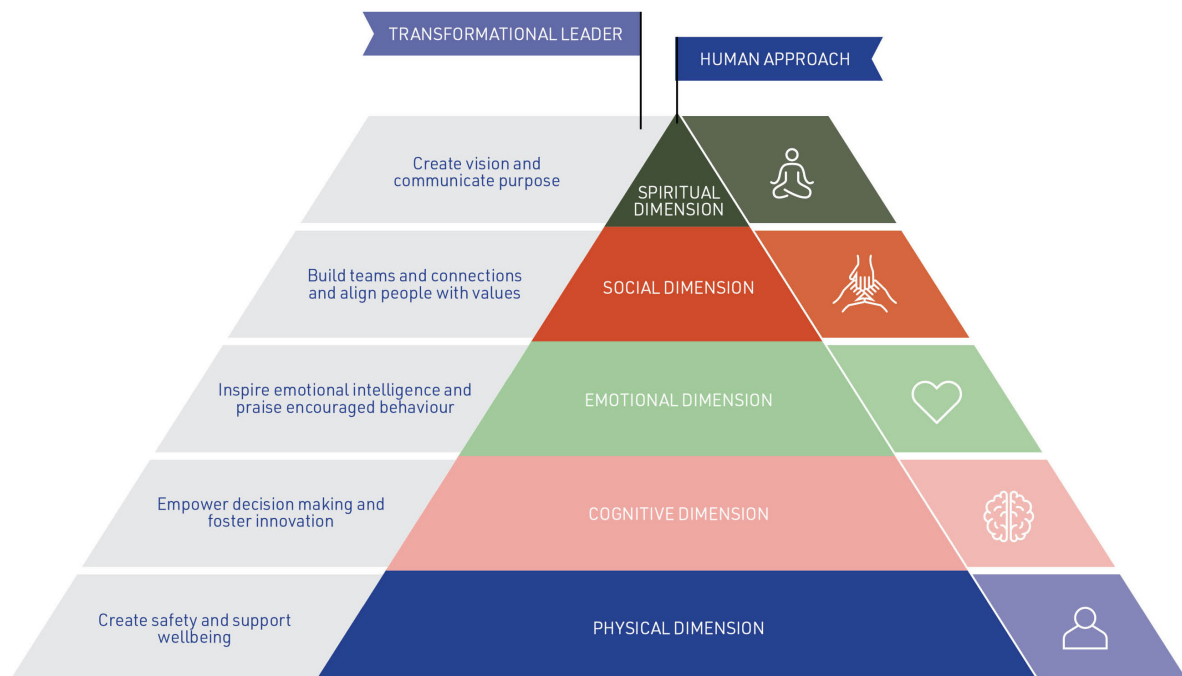 TRANSFORMATIONAL LEADER
HUMAN APPROACH
Create vision and
communicate purpose
SPIRITUAL
DIMENSION
Build teams and connections
and align people with values
SOCIAL DIMENSION
Inspire emotional intelligence and
praise encouraged behaviour
EMOTIONAL DIMENSION
Empower decision making and
foster innovation
COGNITIVE DIMENSION
Create safety and support
wellbeing
PHYSICAL DIMENSION